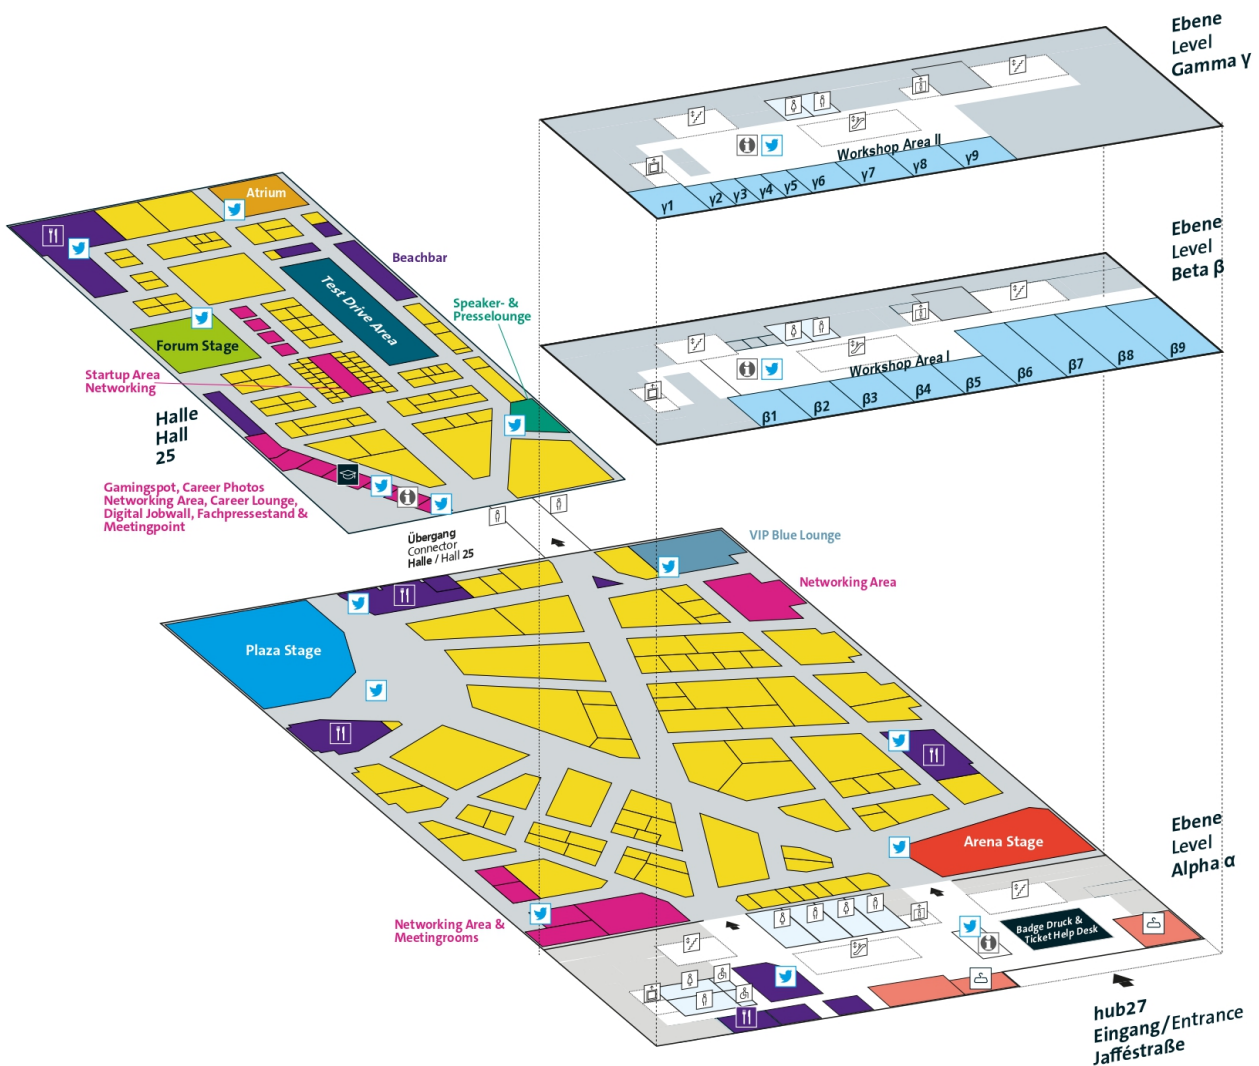 Ebene
Level
Gamma γ
Workshop Area II
γ1
γ2
γ3
γ4
γ5
γ6
γ7
γ8
γ9
Ebene
Level
Beta β
Workshop Area I
β1
β2
β3
β4
β5
β6
β7
β8
β9
Atrium
Beachbar
Test Drive Area
Speaker- &
Presselounge
Forum Stage
Startup Area
Networking
Halle
Hall
25
Gamingspot, Career Photos
Networking Area, Career Lounge,
Digital Jobwall, Fachpressestand &
Meetingpoint
Übergang
Connector
Halle / Hall 25
VIP Blue Lounge
Networking Area
Plaza Stage
Arena Stage
Ebene
Level
Alpha α
Networking Area &
Meetingrooms
Badge Druck &
Ticket Help Desk
hub27
Eingang/Entrance
Jafféstraße